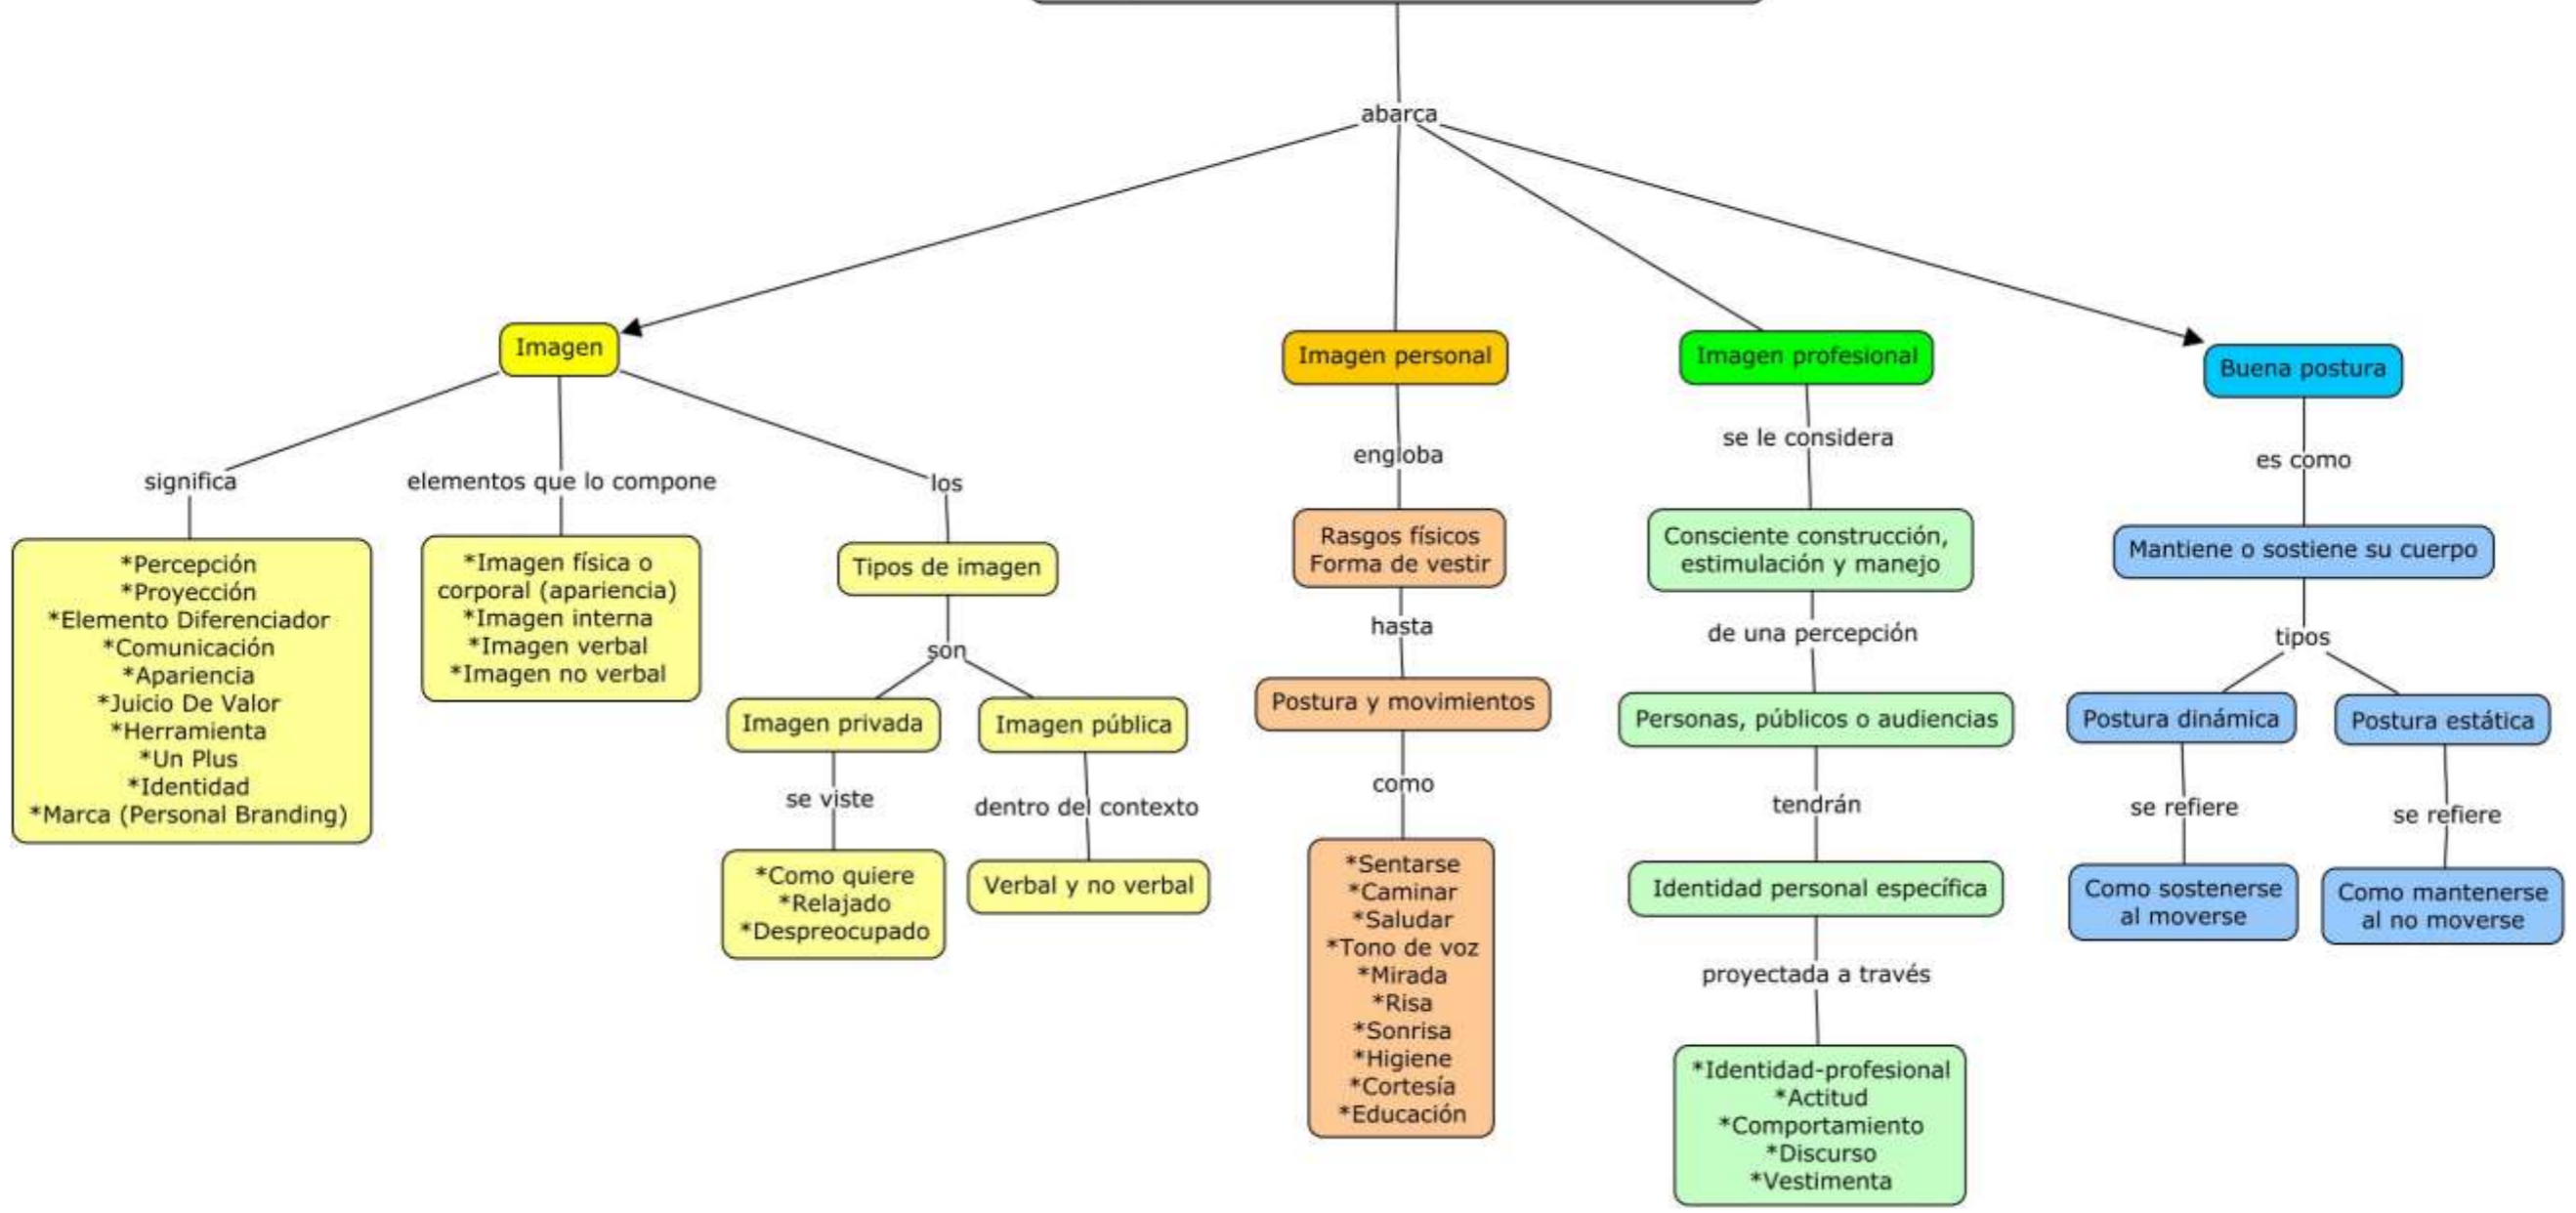 abarca
Imagen
significa
*Percepción
*Proyección
*Elemento Diferenciador
*Comunicación
*Apariencia
*Juicio De Valor
*Herramienta
*Un Plus
*Identidad
*Marca (Personal Branding)
elementos que lo compone
*Imagen física o
corporal (apariencia)
*Imagen interna
*Imagen verbal
*Imagen no verbal
los
Tipos de imagen
son
Imagen privada
se viste
*Como quiere
*Relajado
*Despreocupado
Imagen pública
dentro del contexto
Verbal y no verbal
Imagen personal
engloba
Rasgos físicos
Forma de vestir
hasta
Postura y movimientos
como
*Sentarse
*Caminar
*Saludar
*Tono de voz
*Mirada
*Risa
*Sonrisa
*Higiene
*Cortesía
*Educación
Imagen profesional
se le considera
Consciente construcción,
estimulación y manejo
de una percepción
Personas, públicos o audiencias
tendrán
Identidad personal específica
proyectada a través
*Identidad-profesional
*Actitud
*Comportamiento
*Discurso
*Vestimenta
Buena postura
es como
Mantiene o sostiene su cuerpo
tipos
Postura dinámica
se refiere
Como sostenerse
al moverse
Postura estática
se refiere
Como mantenerse
al no moverse